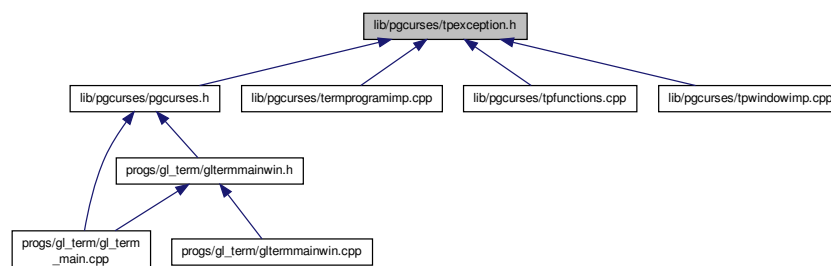 lib/pgcurses/tpexception.h
lib/pgcurses/pgcurses.h
lib/pgcurses/termprogramimp.cpp
lib/pgcurses/tpfunctions.cpp
lib/pgcurses/tpwindowimp.cpp
progs/gl_term/gltermmainwin.h
progs/gl_term/gl_term
_main.cpp
progs/gl_term/gltermmainwin.cpp